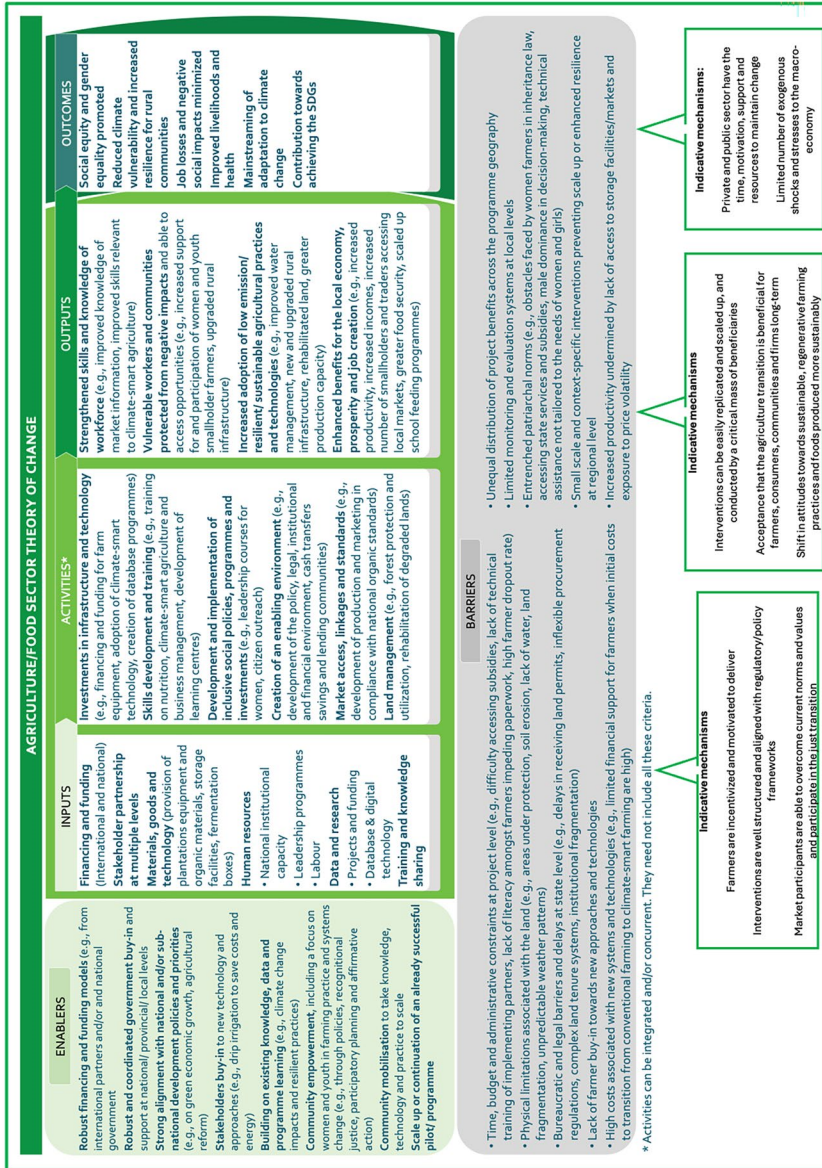 AGRICULTURE/FOOD SECTOR THEORY OF CHANGE
ENABLERS
Robust financing and funding models (e.g., from
international partners and/or and national
government
Robust and coordinated government buy-in and
support at national/ provincial/ local levels
Strong alignment with national and/or sub-
national development policies and priorities
(e.g., on green economic growth, agricultural
reform)
Stakeholders buy-in to new technology and
approaches (e.g., drip irrigation to save costs and
energy)
Building on existing knowledge, data and
programme learning (e.g., climate change
impacts and resilient practices)
Community empowerment, including a focus on
women and youth in farming practice and systems
change (e.g., through policies, recognitional
justice, participatory planning and affirmative
action)
Community mobilisation to take knowledge,
technology and practice to scale
Scale up or continuation of an already successful
pilot/ programme
INPUTS
Financing and funding
(International and national)
Stakeholder partnership
at multiple levels
Materials, goods and
technology (provision of
plantations equipment and
organic materials, storage
facilities, fermentation
boxes)
Human resources
• National institutional
capacity
• Leadership programmes
• Labour
Data and research
• Projects and funding
• Database & digital
technology
Training and knowledge
sharing
ACTIVITIES*
Investments in infrastructure and technology
(e.g., financing and funding for farm
equipment, adoption of climate-smart
technology, creation of database programmes)
Skills development and training (e.g., training
on nutrition, climate-smart agriculture and
business management, development of
learning centres)
Development and implementation of
inclusive social policies, programmes and
investments (e.g., leadership courses for
women, citizen outreach)
Creation of an enabling environment (e.g.,
development of the policy, legal, institutional
and financial environment, cash transfers
savings and lending communities)
Market access, linkages and standards (e.g.,
development of production and marketing in
compliance with national organic standards)
Land management (e.g., forest protection and
utilization, rehabilitation of degraded lands)
OUTPUTS
Strengthened skills and knowledge of
workforce (e.g., improved knowledge of
market information, improved skills relevant
to climate-smart agriculture)
Vulnerable workers and communities
protected from negative impacts and able to
access opportunities (e.g., increased support
for and participation of women and youth
smallholder farmers, upgraded rural
infrastructure)
Increased adoption of low emission/
resilient/ sustainable agricultural practices
and technologies (e.g., improved water
management, new and upgraded rural
infrastructure, rehabilitated land, greater
production capacity)
Enhanced benefits for the local economy,
prosperity and job creation (e.g., increased
productivity, increased incomes, increased
number of smallholders and traders accessing
local markets, greater food security, scaled up
school feeding programmes)
OUTCOMES
Social equity and gender
equality promoted
Reduced climate
vulnerability and increased
resilience for rural
communities
Job losses and negative
social impacts minimized
Improved livelihoods and
health
Mainstreaming of
adaptation to climate
change
Contribution towards
achieving the SDGs
BARRIERS
• Time, budget and administrative constraints at project level (e.g., difficulty accessing subsidies, lack of technical
training of implementing partners, lack of literacy amongst farmers impeding paperwork, high farmer dropout rate)
• Physical limitations associated with the land (e.g., areas under protection, soil erosion, lack of water, land
fragmentation, unpredictable weather patterns)
• Bureaucratic and legal barriers and delays at state level (e.g., delays in receiving land permits, inflexible procurement
regulations, complex land tenure systems, institutional fragmentation)
• Lack of farmer buy-in towards new approaches and technologies
• High costs associated with new systems and technologies (e.g., limited financial support for farmers when initial costs
to transition from conventional farming to climate-smart farming are high)
• Unequal distribution of project benefits across the programme geography
• Limited monitoring and evaluation systems at local levels
• Entrenched patriarchal norms (e.g., obstacles faced by women farmers in inheritance law,
accessing state services and subsidies, male dominance in decision-making, technical
assistance not tailored to the needs of women and girls)
• Small scale and context-specific interventions preventing scale up or enhanced resilience
at regional level
• Increased productivity undermined by lack of access to storage facilities/markets and
exposure to price volatility
* Activities can be integrated and/or concurrent. They need not include all these criteria.
Indicative mechanisms
Farmers are incentivized and motivated to deliver
Interventions are well structured and aligned with regulatory/policy
frameworks
Market participants are able to overcome current norms and values
and participate in the just transition
Indicative mechanisms
Interventions can be easily replicated and scaled up, and
conducted by a critical mass of beneficiaries
Acceptance that the agriculture transition is beneficial for
farmers, consumers, communities and firms long-term
Shift in attitudes towards sustainable, regenerative farming
practices and foods produced more sustainably
Indicative mechanisms:
Private and public sector have the
time, motivation, support and
resources to maintain change
Limited number of exogenous
shocks and stresses to the macro-
economy